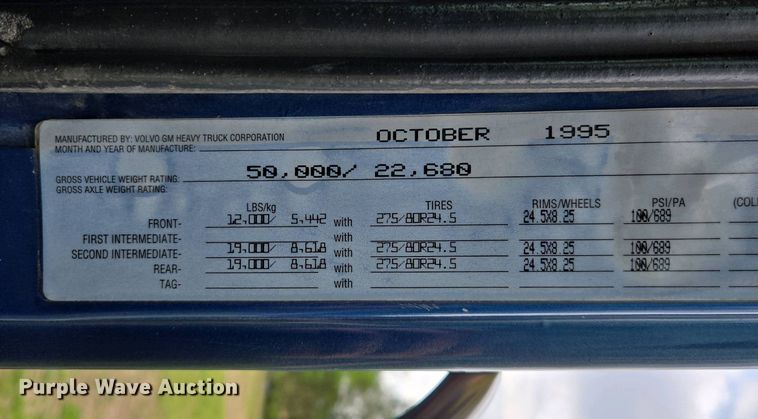 MANUFACTURED BY: VOLVO GM HEAVY TRUCK CORPORATION
MONTH AND YEAR OF MANUFACTURE: OCTOBER 1995
GROSS VEHICLE WEIGHT RATING: 50,000/ 22,680
GROSS AXLE WEIGHT RATING:
LBS/kg TIRES RIMS/WHEELS PSI/PA (COL
FRONT- 12,000/ 5,442 with 275/80R24.5 24.5X8.25 100/689
FIRST INTERMEDIATE- with
SECOND INTERMEDIATE- 19,000/ 8,618 with 275/80R24.5 24.5X8.25 100/689
REAR- 19,000/ 8,618 with 275/80R24.5 24.5X8.25 100/689
TAG- with
Purple Wave Auction